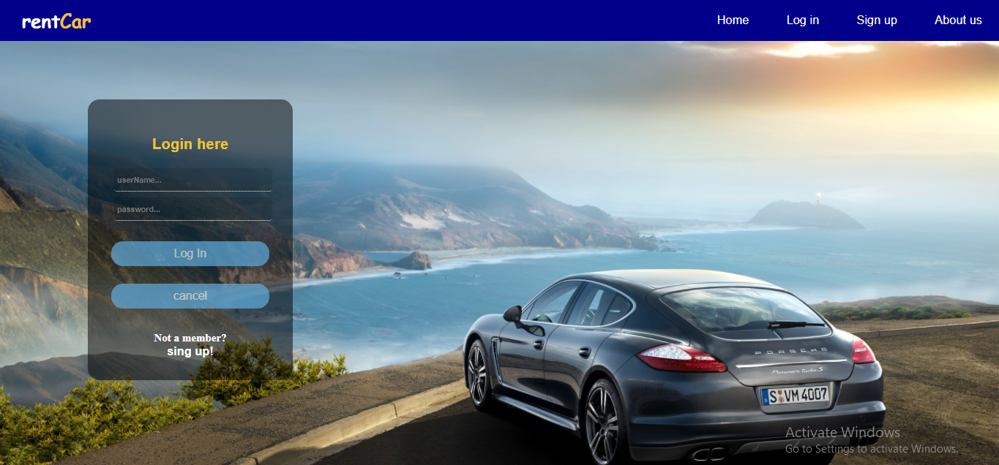 rentCar
Home Log in Sign up About us
Login here
userName...
password...
Log In
cancel
Not a member?
sing up!
PORSCHE
Panamera Turbo S
S VM 4007
Activate Windows
Go to Settings to activate Windows.